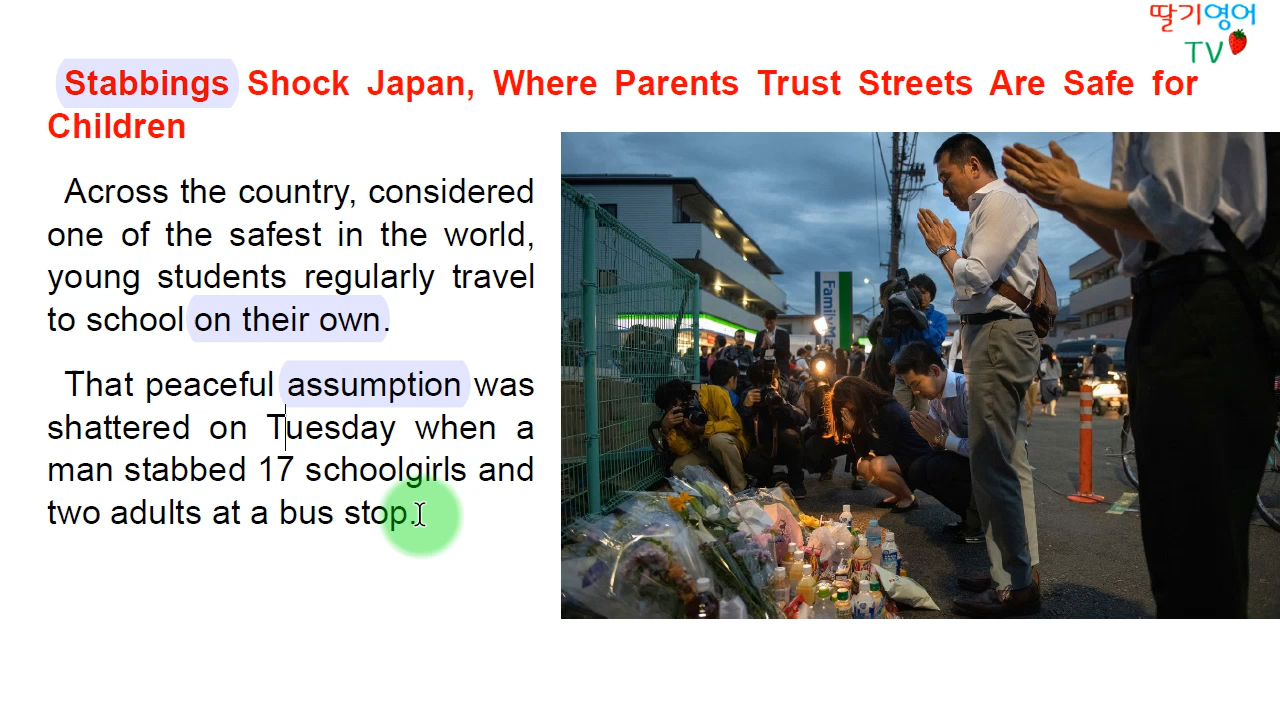 딸기영어
TV
Stabbings Shock Japan, Where Parents Trust Streets Are Safe for
Children
Across the country, considered
one of the safest in the world,
young students regularly travel
to school on their own.
That peaceful assumption was
shattered on Tuesday when a
man stabbed 17 schoolgirls and
two adults at a bus stop.
FamilyM